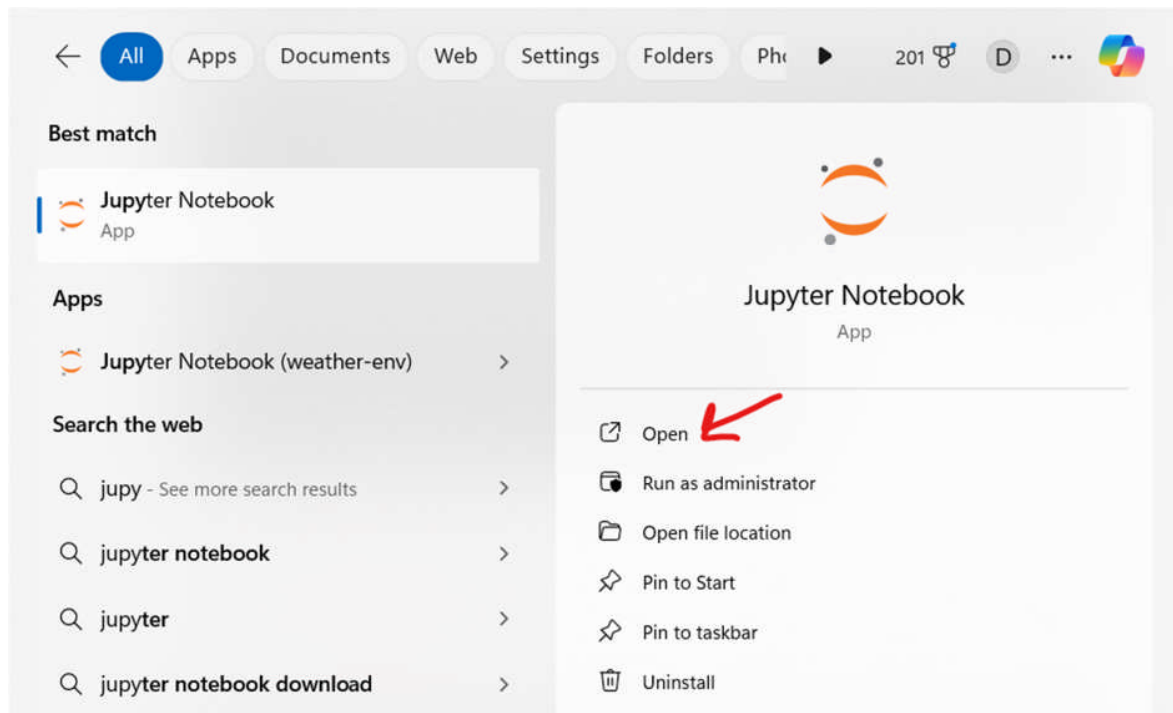 All Apps Documents Web Settings Folders Pho 201 D ...
Best match
Jupyter Notebook
App
Apps
Jupyter Notebook (weather-env)
Search the web
jupy - See more search results
jupyter notebook
jupyter
jupyter notebook download
Jupyter Notebook
App
Open
Run as administrator
Open file location
Pin to Start
Pin to taskbar
Uninstall